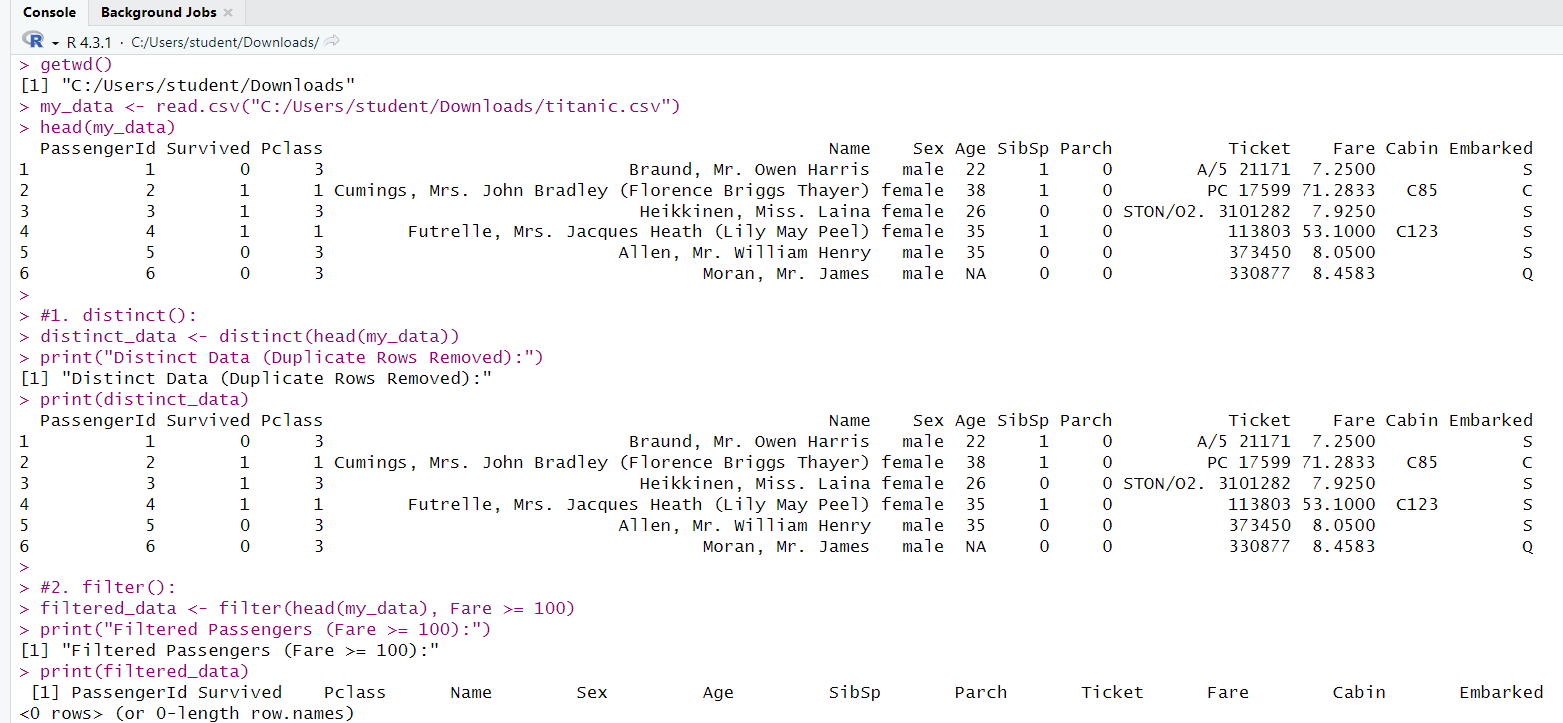 Console Background Jobs ×
R R 4.3.1 · C:/Users/student/Downloads/
> getwd()
[1] "C:/Users/student/Downloads"
> my_data <- read.csv("C:/Users/student/Downloads/titanic.csv")
> head(my_data)
  PassengerId Survived Pclass                                                Name    Sex Age SibSp Parch           Ticket    Fare Cabin Embarked
1           1        0      3                             Braund, Mr. Owen Harris   male  22     1     0        A/5 21171  7.2500              S
2           2        1      1 Cumings, Mrs. John Bradley (Florence Briggs Thayer) female  38     1     0         PC 17599 71.2833   C85        C
3           3        1      3                              Heikkinen, Miss. Laina female  26     0     0 STON/O2. 3101282  7.9250              S
4           4        1      1        Futrelle, Mrs. Jacques Heath (Lily May Peel) female  35     1     0           113803 53.1000  C123        S
5           5        0      3                            Allen, Mr. William Henry   male  35     0     0           373450  8.0500              S
6           6        0      3                                    Moran, Mr. James   male  NA     0     0           330877  8.4583              Q
>
> #1. distinct():
> distinct_data <- distinct(head(my_data))
> print("Distinct Data (Duplicate Rows Removed):")
[1] "Distinct Data (Duplicate Rows Removed):"
> print(distinct_data)
  PassengerId Survived Pclass                                                Name    Sex Age SibSp Parch           Ticket    Fare Cabin Embarked
1           1        0      3                             Braund, Mr. Owen Harris   male  22     1     0        A/5 21171  7.2500              S
2           2        1      1 Cumings, Mrs. John Bradley (Florence Briggs Thayer) female  38     1     0         PC 17599 71.2833   C85        C
3           3        1      3                              Heikkinen, Miss. Laina female  26     0     0 STON/O2. 3101282  7.9250              S
4           4        1      1        Futrelle, Mrs. Jacques Heath (Lily May Peel) female  35     1     0           113803 53.1000  C123        S
5           5        0      3                            Allen, Mr. William Henry   male  35     0     0           373450  8.0500              S
6           6        0      3                                    Moran, Mr. James   male  NA     0     0           330877  8.4583              Q
>
> #2. filter():
> filtered_data <- filter(head(my_data), Fare >= 100)
> print("Filtered Passengers (Fare >= 100):")
[1] "Filtered Passengers (Fare >= 100):"
> print(filtered_data)
 [1] PassengerId Survived    Pclass      Name        Sex         Age         SibSp       Parch       Ticket      Fare        Cabin       Embarked
<0 rows> (or 0-length row.names)